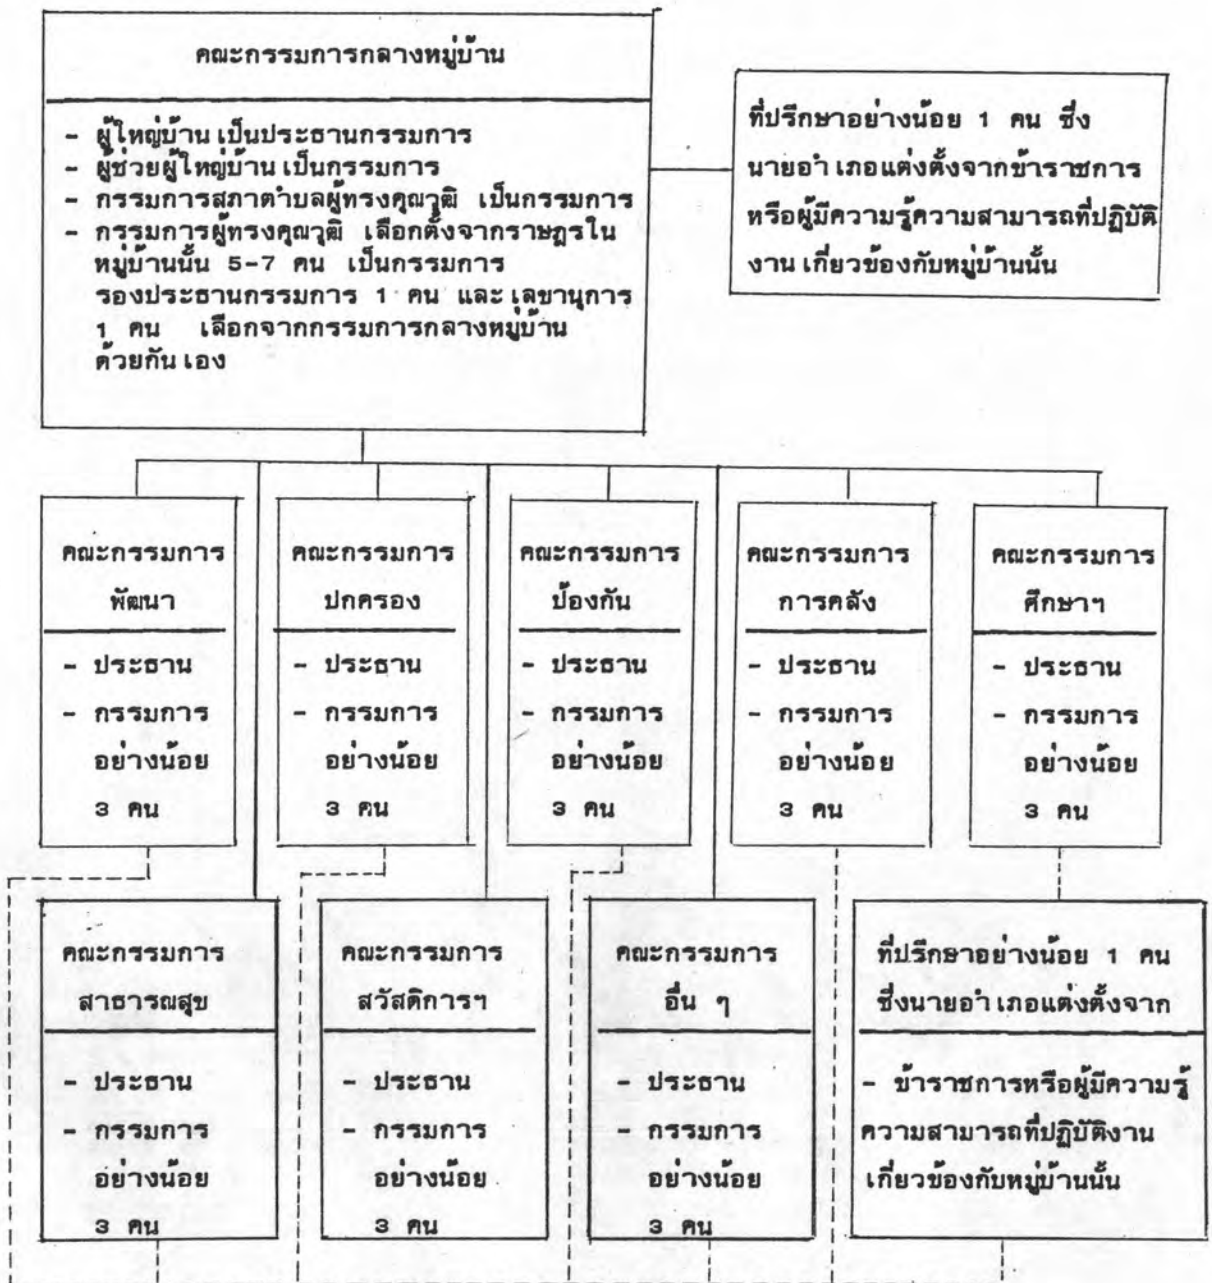 คณะกรรมการกลางหมู่บ้าน
- ผู้ใหญ่บ้าน เป็นประธานกรรมการ
- ผู้ช่วยผู้ใหญ่บ้าน เป็นกรรมการ
- กรรมการสภาตำบลผู้ทรงคุณวุฒิ เป็นกรรมการ
- กรรมการผู้ทรงคุณวุฒิ เลือกตั้งจากราษฎรใน
หมู่บ้านนั้น 5-7 คน เป็นกรรมการ
รองประธานกรรมการ 1 คน และเลขานุการ
1 คน เลือกจากกรรมการกลางหมู่บ้าน
ด้วยกันเอง
ที่ปรึกษาอย่างน้อย 1 คน ซึ่ง
นายอำเภอแต่งตั้งจากข้าราชการ
หรือผู้มีความรู้ความสามารถที่ปฏิบัติ
งานเกี่ยวข้องกับหมู่บ้านนั้น
คณะกรรมการ
พัฒนา
- ประธาน
- กรรมการ
อย่างน้อย
3 คน
คณะกรรมการ
ปกครอง
- ประธาน
- กรรมการ
อย่างน้อย
3 คน
คณะกรรมการ
ป้องกัน
- ประธาน
- กรรมการ
อย่างน้อย
3 คน
คณะกรรมการ
การคลัง
- ประธาน
- กรรมการ
อย่างน้อย
3 คน
คณะกรรมการ
ศึกษาฯ
- ประธาน
- กรรมการ
อย่างน้อย
3 คน
คณะกรรมการ
สาธารณสุข
- ประธาน
- กรรมการ
อย่างน้อย
3 คน
คณะกรรมการ
สวัสดิการฯ
- ประธาน
- กรรมการ
อย่างน้อย
3 คน
คณะกรรมการ
อื่น ๆ
- ประธาน
- กรรมการ
อย่างน้อย
3 คน
ที่ปรึกษาอย่างน้อย 1 คน
ซึ่งนายอำเภอแต่งตั้งจาก
- ข้าราชการหรือผู้มีความรู้
ความสามารถที่ปฏิบัติงาน
เกี่ยวข้องกับหมู่บ้านนั้น